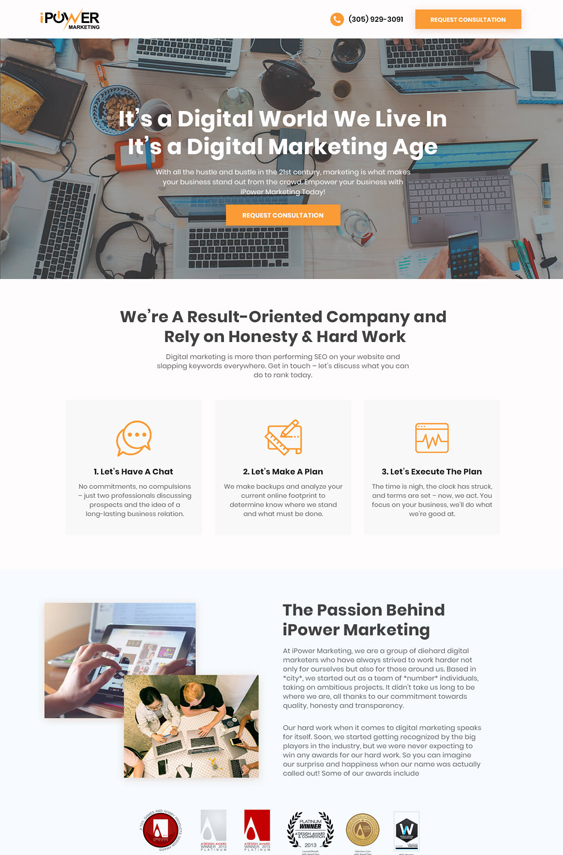 iPOWER
MARKETING
(305) 929-3091
REQUEST CONSULTATION
It's a Digital World We Live In
It's a Digital Marketing Age
With all the hustle and bustle in the 21st century, marketing is what makes
your business stand out from the crowd. Empower your business with
iPower Marketing Today!
REQUEST CONSULTATION
We're A Result-Oriented Company and
Rely on Honesty & Hard Work
Digital marketing is more than performing SEO on your website and
slapping keywords everywhere. Get in touch – let's discuss what you can
do to rank today.
1. Let's Have A Chat
No commitments, no compulsions
– just two professionals discussing
prospects and the idea of a
long-lasting business relation.
2. Let's Make A Plan
We make backups and analyze your
current online footprint to
determine know where we stand
and what must be done.
3. Let's Execute The Plan
The time is nigh, the clock has struck,
and terms are set – now, we act. You
focus on your business, we'll do what
we're good at.
The Passion Behind
iPower Marketing
At iPower Marketing, we are a group of diehard digital
marketers who have always strived to work harder not
only for ourselves but also for those around us. Based in
*city*, we started out as a team of *number* individuals,
taking on ambitious projects. It didn't take us long to be
where we are, all thanks to our commitment towards
quality, honesty and transparency.
Our hard work when it comes to digital marketing speaks
for itself. Soon, we started getting recognized by the big
players in the industry, but we were never expecting to
win any awards for our hard work. So you can imagine
our surprise and happiness when our name was actually
called out! Some of our awards include
PLATINUM
WINNER
2013
W